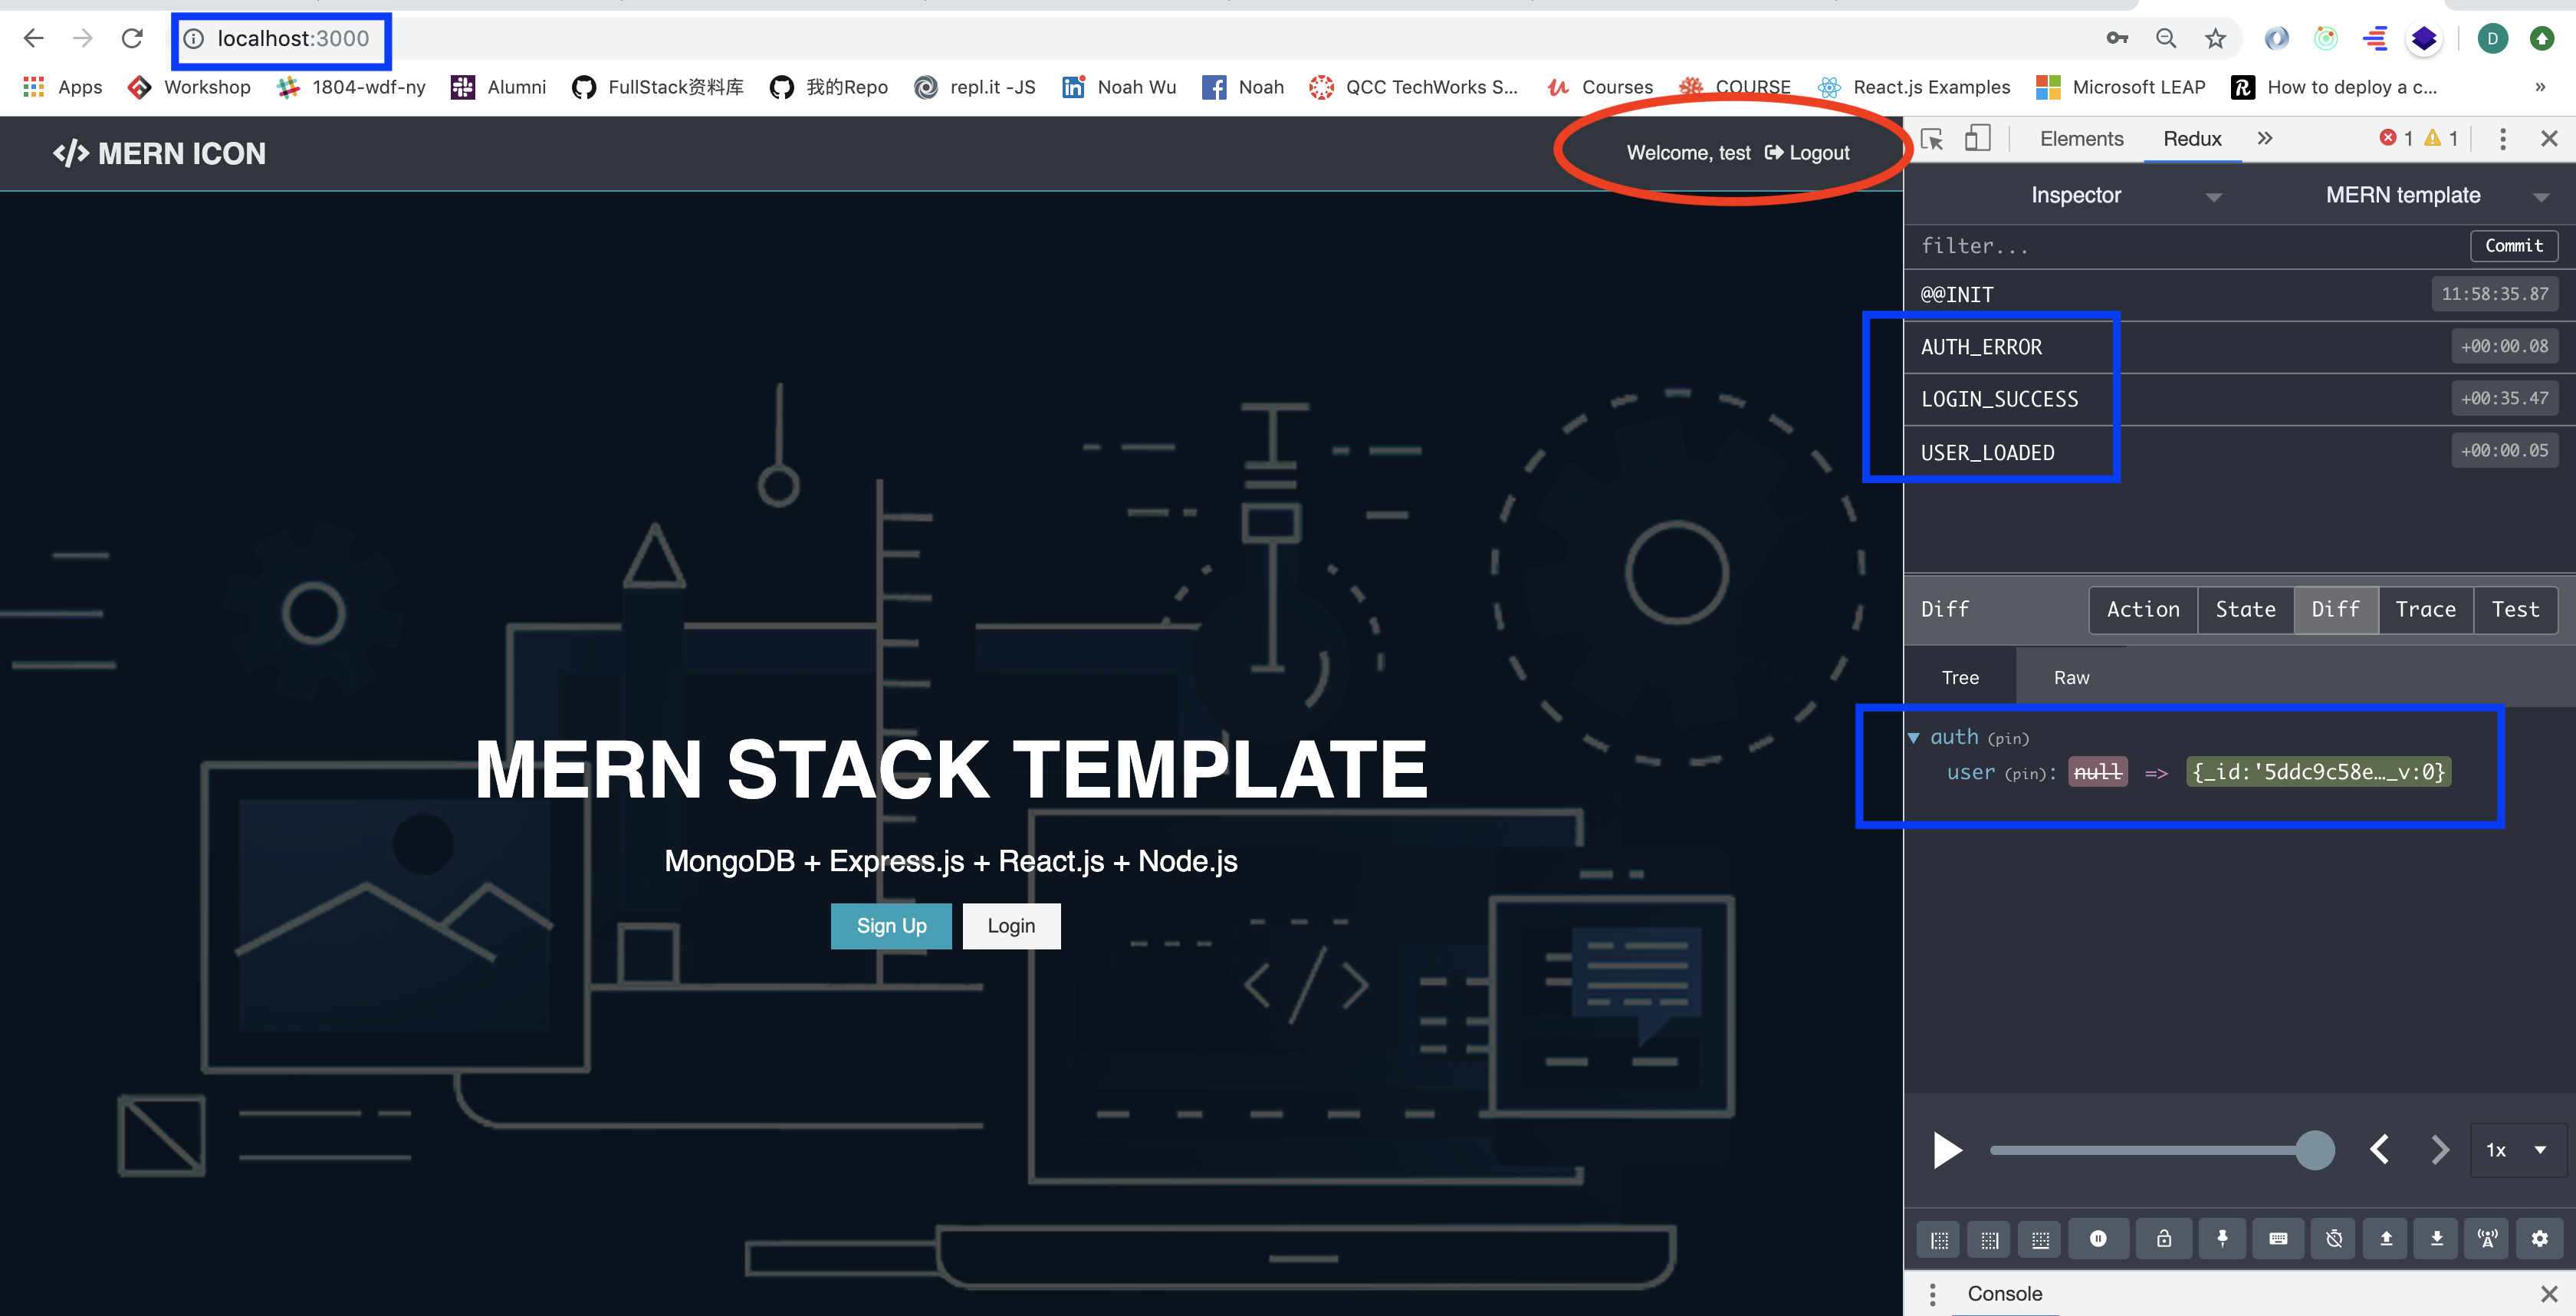 localhost:3000
D
Apps Workshop 1804-wdf-ny Alumni FullStack资料库 我的Repo repl.it -JS Noah Wu Noah QCC TechWorks S... Courses COURSE React.js Examples Microsoft LEAP How to deploy a c... »
</> MERN ICON
Welcome, test Logout
Elements Redux 1 1
Inspector MERN template
filter... Commit
@@INIT 11:58:35.87
AUTH_ERROR +00:00.08
LOGIN_SUCCESS +00:35.47
USER_LOADED +00:00.05
Diff Action State Diff Trace Test
Tree Raw
auth (pin)
user (pin): null => {_id:'5ddc9c58e…_v:0}
MERN STACK TEMPLATE
MongoDB + Express.js + React.js + Node.js
Sign Up Login
1x
Console